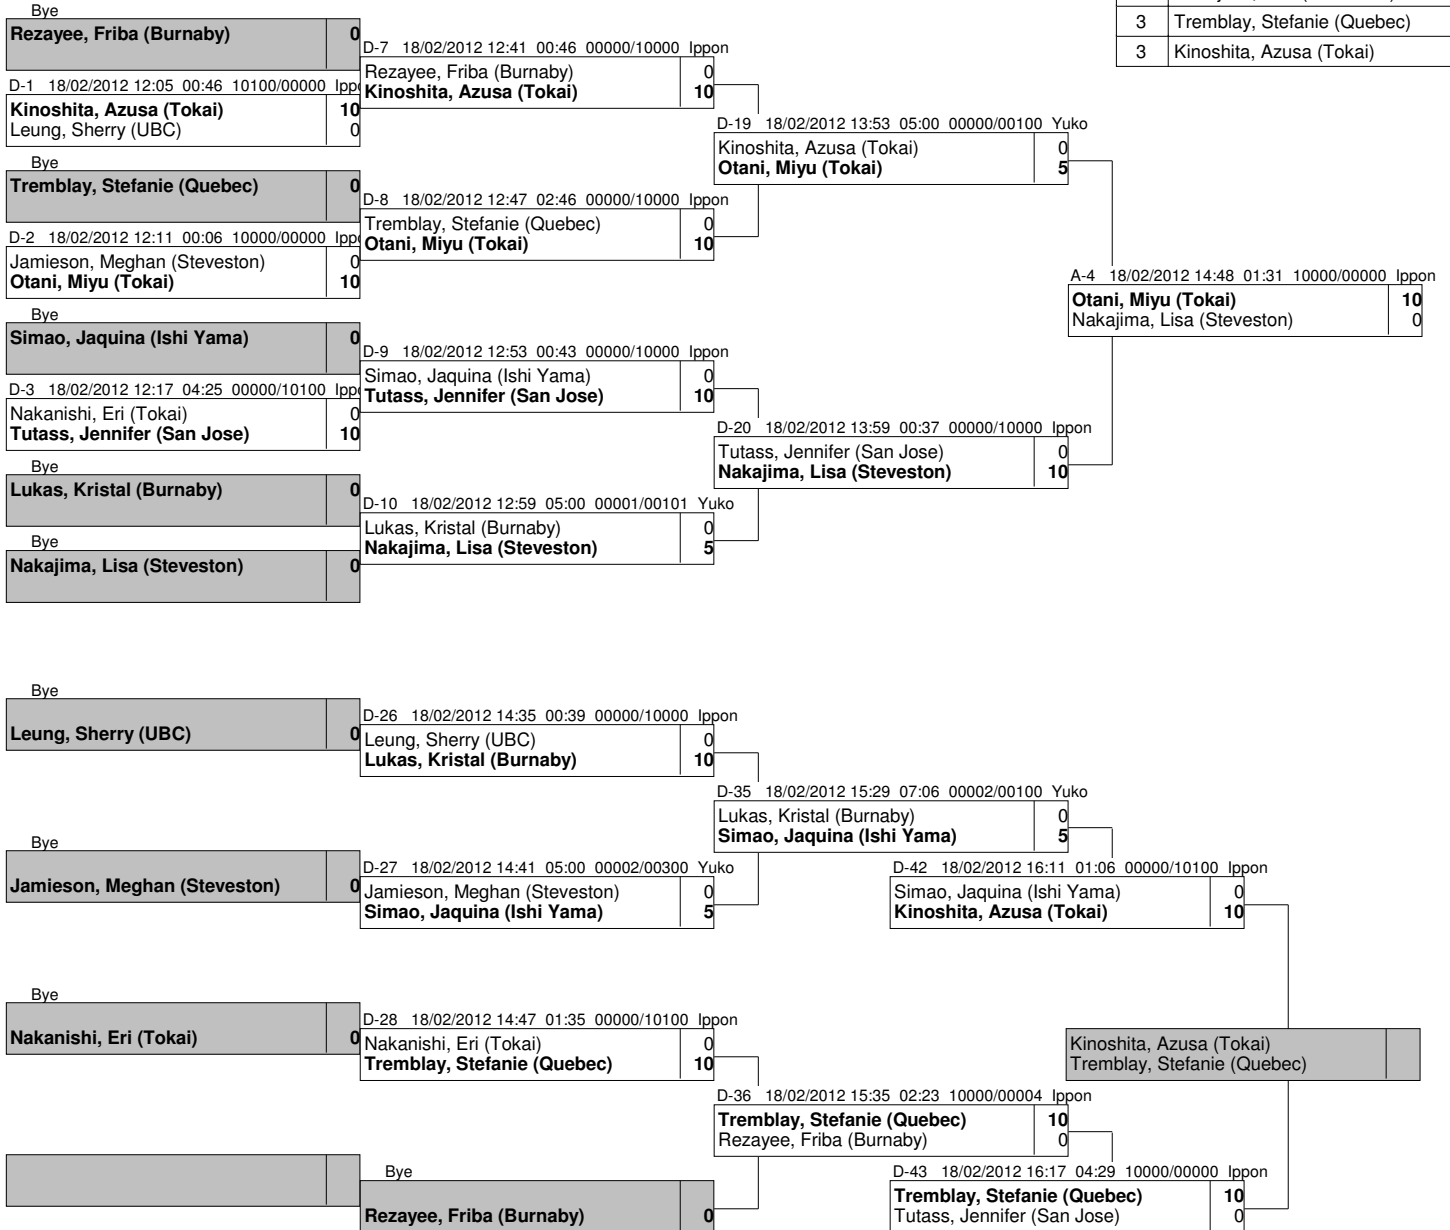 3 Tremblay, Stefanie (Quebec)
3 Kinoshita, Azusa (Tokai)
Bye
Rezayee, Friba (Burnaby) 0
D-1 18/02/2012 12:05 00:46 10100/00000
Kinoshita, Azusa (Tokai) 10
Leung, Sherry (UBC) 0
Bye
Tremblay, Stefanie (Quebec) 0
D-2 18/02/2012 12:11 00:06 10000/00000
Jamieson, Meghan (Steveston) 0
Otani, Miyu (Tokai) 10
Bye
Simao, Jaquina (Ishi Yama) 0
D-3 18/02/2012 12:17 04:25 00000/10100
Nakanishi, Eri (Tokai) 0
Tutass, Jennifer (San Jose) 10
Bye
Lukas, Kristal (Burnaby) 0
Bye
Nakajima, Lisa (Steveston) 0
D-7 18/02/2012 12:41 00:46 00000/10000 Ippon
Rezayee, Friba (Burnaby) 0
Kinoshita, Azusa (Tokai) 10
D-8 18/02/2012 12:47 02:46 00000/10000 Ippon
Tremblay, Stefanie (Quebec) 0
Otani, Miyu (Tokai) 10
D-9 18/02/2012 12:53 00:43 00000/10000 Ippon
Simao, Jaquina (Ishi Yama) 0
Tutass, Jennifer (San Jose) 10
D-10 18/02/2012 12:59 05:00 00001/00101 Yuko
Lukas, Kristal (Burnaby) 0
Nakajima, Lisa (Steveston) 5
D-19 18/02/2012 13:53 05:00 00000/00100 Yuko
Kinoshita, Azusa (Tokai) 0
Otani, Miyu (Tokai) 5
D-20 18/02/2012 13:59 00:37 00000/10000 Ippon
Tutass, Jennifer (San Jose) 0
Nakajima, Lisa (Steveston) 10
A-4 18/02/2012 14:48 01:31 10000/00000 Ippon
Otani, Miyu (Tokai) 10
Nakajima, Lisa (Steveston) 0
Bye
Leung, Sherry (UBC) 0
Bye
Jamieson, Meghan (Steveston) 0
Bye
Nakanishi, Eri (Tokai) 0
D-26 18/02/2012 14:35 00:39 00000/10000 Ippon
Leung, Sherry (UBC) 0
Lukas, Kristal (Burnaby) 10
D-27 18/02/2012 14:41 05:00 00002/00300 Yuko
Jamieson, Meghan (Steveston) 0
Simao, Jaquina (Ishi Yama) 5
D-28 18/02/2012 14:47 01:35 00000/10100 Ippon
Nakanishi, Eri (Tokai) 0
Tremblay, Stefanie (Quebec) 10
Bye
Rezayee, Friba (Burnaby) 0
D-35 18/02/2012 15:29 07:06 00002/00100 Yuko
Lukas, Kristal (Burnaby) 0
Simao, Jaquina (Ishi Yama) 5
D-36 18/02/2012 15:35 02:23 10000/00004 Ippon
Tremblay, Stefanie (Quebec) 10
Rezayee, Friba (Burnaby) 0
D-42 18/02/2012 16:11 01:06 00000/10100 Ippon
Simao, Jaquina (Ishi Yama) 0
Kinoshita, Azusa (Tokai) 10
D-43 18/02/2012 16:17 04:29 10000/00000 Ippon
Tremblay, Stefanie (Quebec) 10
Tutass, Jennifer (San Jose) 0
Kinoshita, Azusa (Tokai)
Tremblay, Stefanie (Quebec)